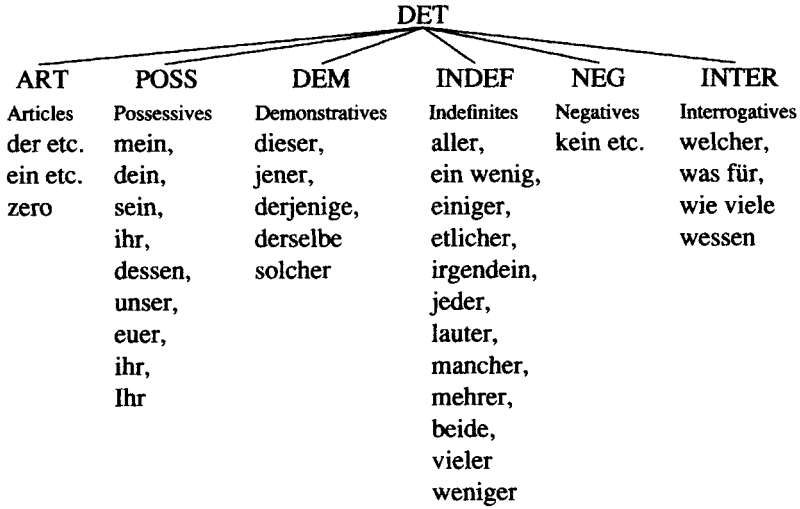 DET
ART POSS DEM INDEF NEG INTER
Articles Possessives Demonstratives Indefinites Negatives Interrogatives
der etc. mein, dieser, aller, kein etc. welcher,
ein etc. dein, jener, ein wenig, was für,
zero sein, derjenige, einiger, wie viele
ihr, derselbe etlicher, wessen
dessen, solcher irgendein,
unser, jeder,
euer, lauter,
ihr, mancher,
Ihr mehrer,
beide,
vieler
weniger